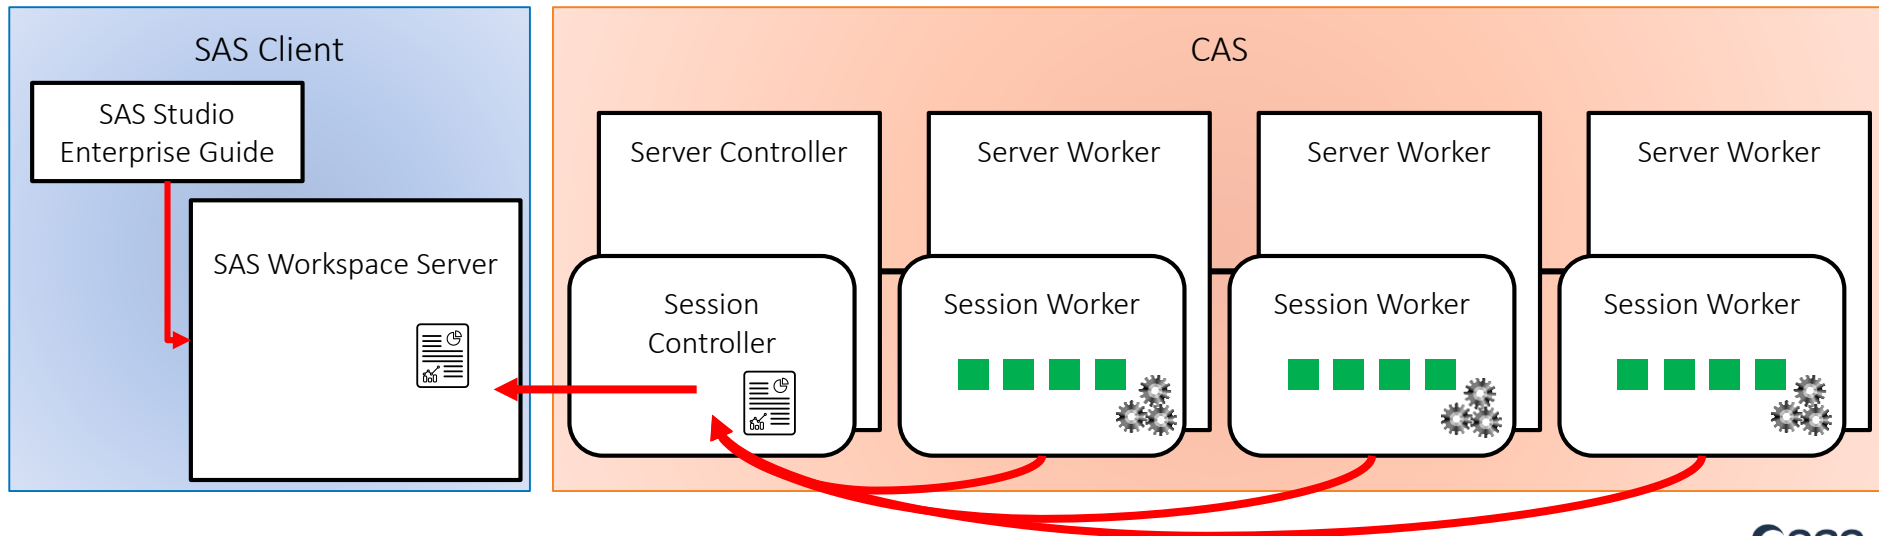 SAS Client
SAS Studio
Enterprise Guide
SAS Workspace Server
CAS
Server Controller
Server Worker
Server Worker
Server Worker
Session
Controller
Session Worker
Session Worker
Session Worker